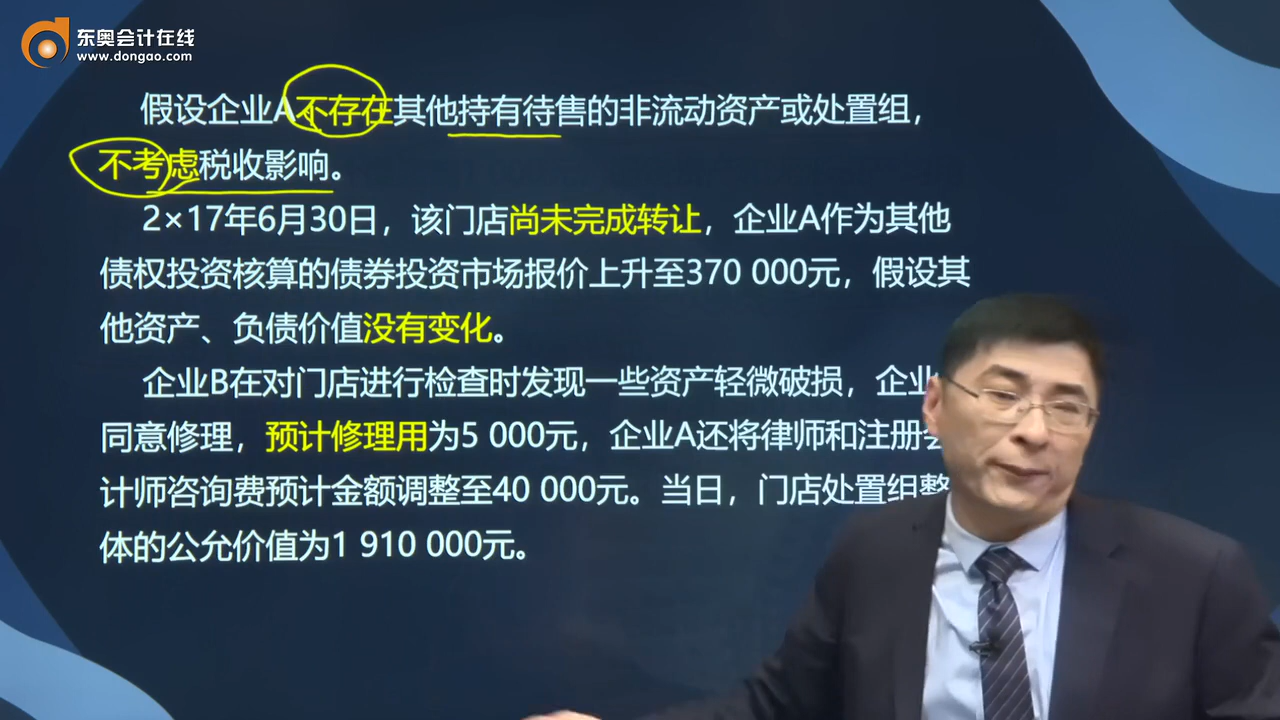 东奥会计在线
www.dongao.com
假设企业A不存在其他持有待售的非流动资产或处置组，
不考虑税收影响。
2×17年6月30日，该门店尚未完成转让，企业A作为其他
债权投资核算的债券投资市场报价上升至370 000元，假设其
他资产、负债价值没有变化。
企业B在对门店进行检查时发现一些资产轻微破损，企业
同意修理，预计修理用为5 000元，企业A还将律师和注册会
计师咨询费预计金额调整至40 000元。当日，门店处置组整
体的公允价值为1 910 000元。